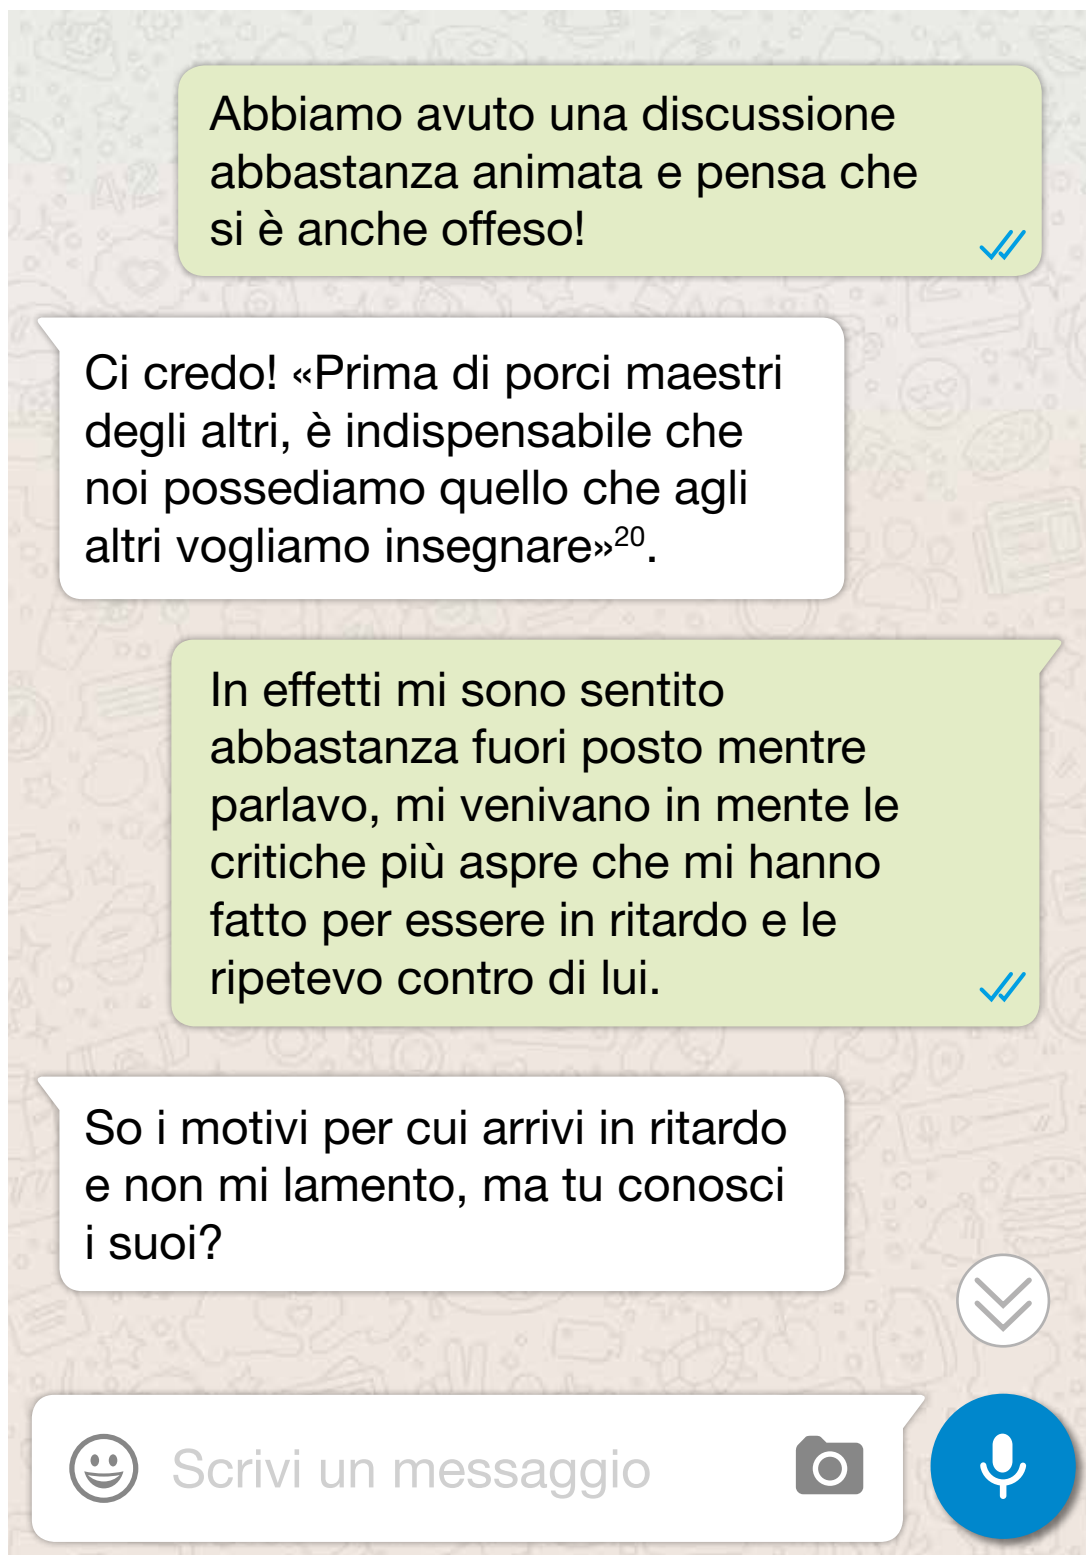 Abbiamo avuto una discussione
abbastanza animata e pensa che
si è anche offeso!
Ci credo! «Prima di porci maestri
degli altri, è indispensabile che
noi possediamo quello che agli
altri vogliamo insegnare»²⁰.
In effetti mi sono sentito
abbastanza fuori posto mentre
parlavo, mi venivano in mente le
critiche più aspre che mi hanno
fatto per essere in ritardo e le
ripetevo contro di lui.
So i motivi per cui arrivi in ritardo
e non mi lamento, ma tu conosci
i suoi?
Scrivi un messaggio